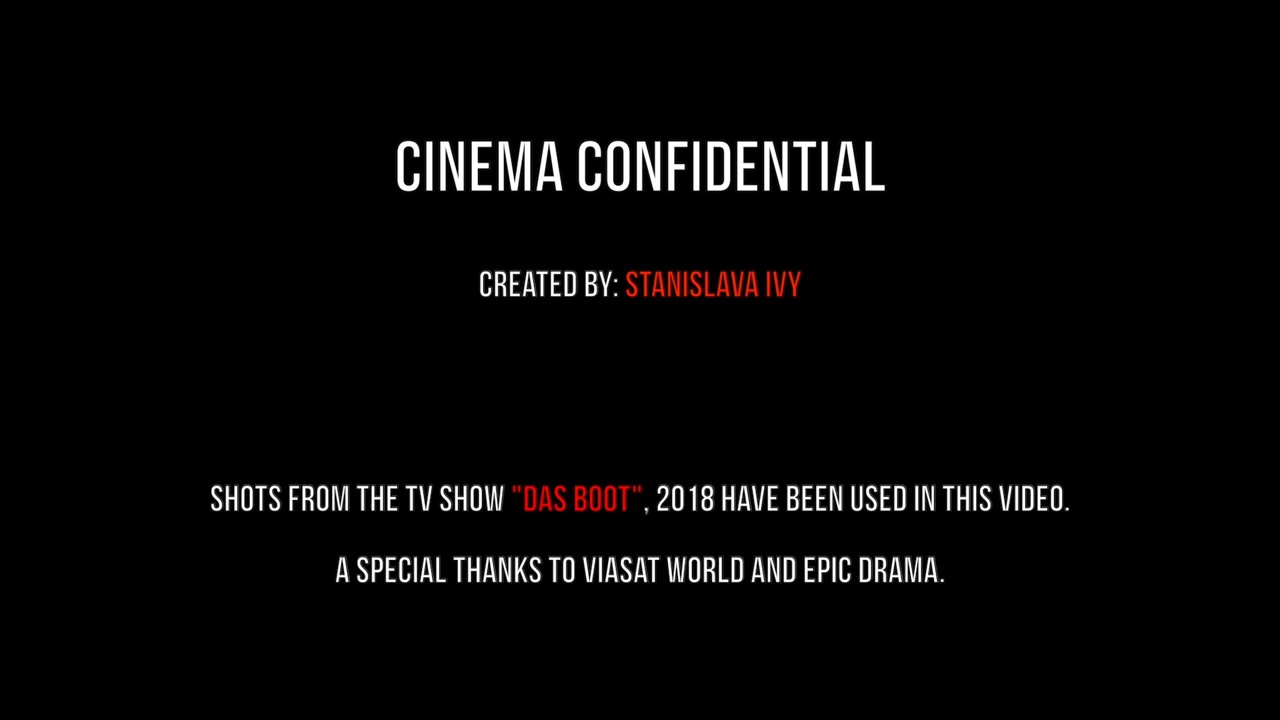 CINEMA CONFIDENTIAL
CREATED BY: STANISLAVA IVY
SHOTS FROM THE TV SHOW "DAS BOOT", 2018 HAVE BEEN USED IN THIS VIDEO.
A SPECIAL THANKS TO VIASAT WORLD AND EPIC DRAMA.